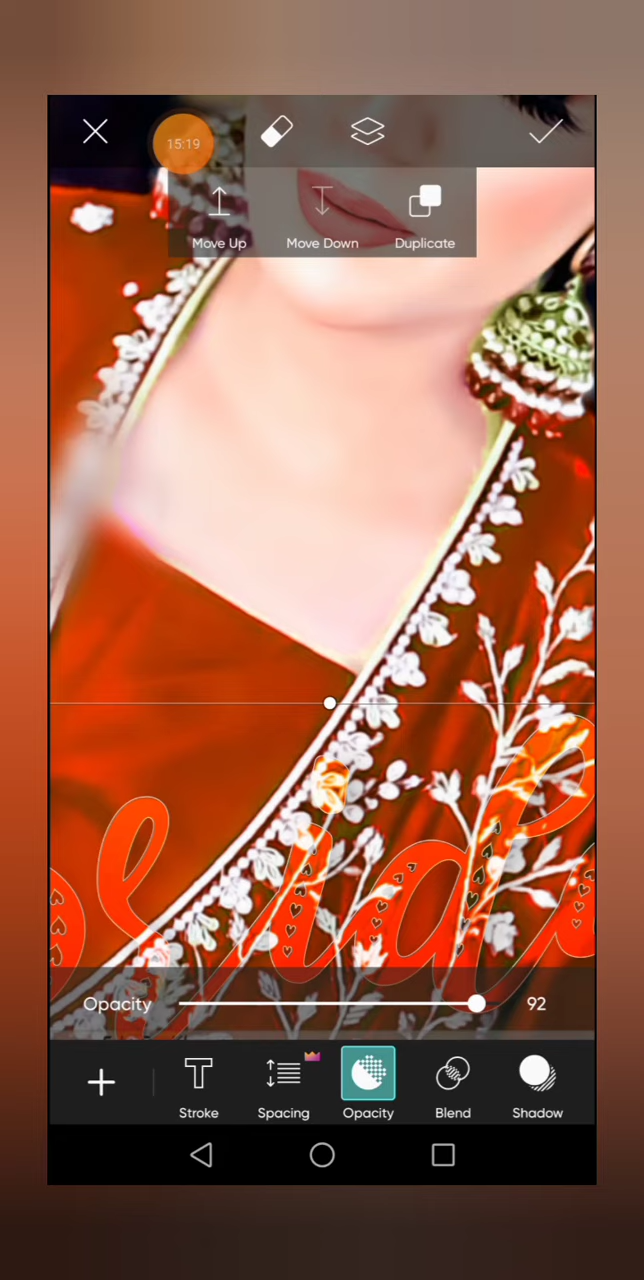 15:19
Move Up Move Down Duplicate
Opacity 92
Stroke Spacing Opacity Blend Shadow